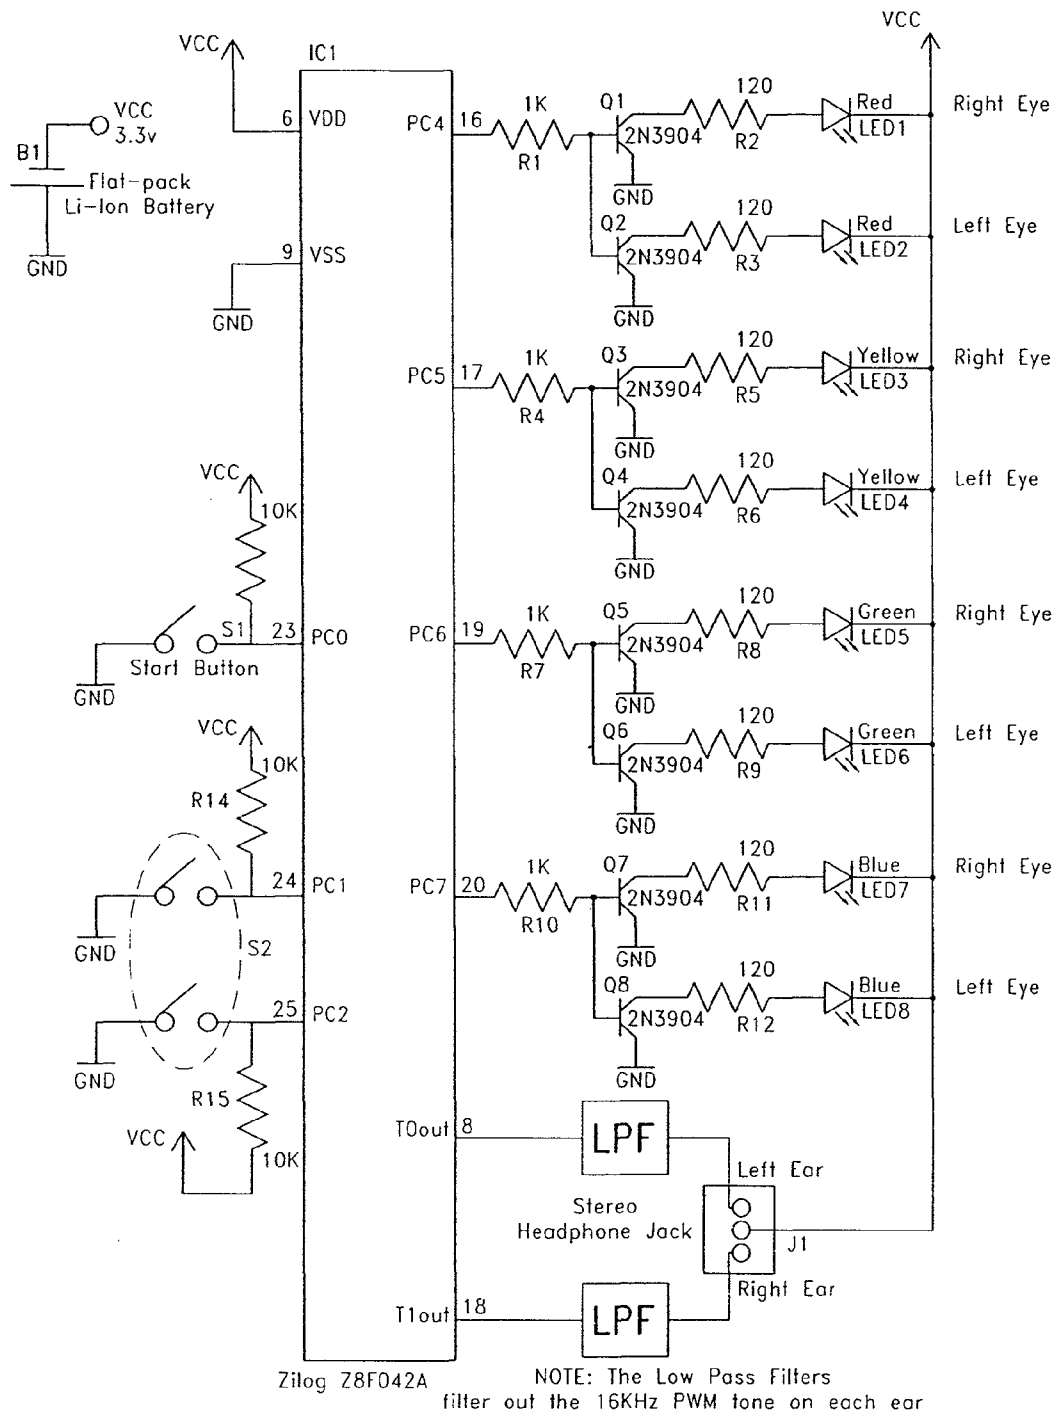 VCC
VCC
IC1
VCC
3.3v
B1
Flat-pack
Li-Ion Battery
GND
6 VDD
9 VSS
GND
PC4 16
1K
R1
Q1
2N3904
GND
120
R2
Red
LED1
Right Eye
Q2
2N3904
GND
120
R3
Red
LED2
Left Eye
PC5 17
1K
R4
Q3
2N3904
GND
120
R5
Yellow
LED3
Right Eye
Q4
2N3904
GND
120
R6
Yellow
LED4
Left Eye
VCC
10K
S1
23 PC0
Start Button
GND
PC6 19
1K
R7
Q5
2N3904
GND
120
R8
Green
LED5
Right Eye
Q6
2N3904
GND
120
R9
Green
LED6
Left Eye
VCC
10K
R14
24 PC1
GND
S2
25 PC2
GND
R15
VCC
10K
PC7 20
1K
R10
Q7
2N3904
GND
120
R11
Blue
LED7
Right Eye
Q8
2N3904
GND
120
R12
Blue
LED8
Left Eye
T0out 8
LPF
Left Ear
Stereo
Headphone Jack
J1
Right Ear
T1out 18
LPF
Zilog Z8F042A
NOTE: The Low Pass Filters
filter out the 16KHz PWM tone on each ear